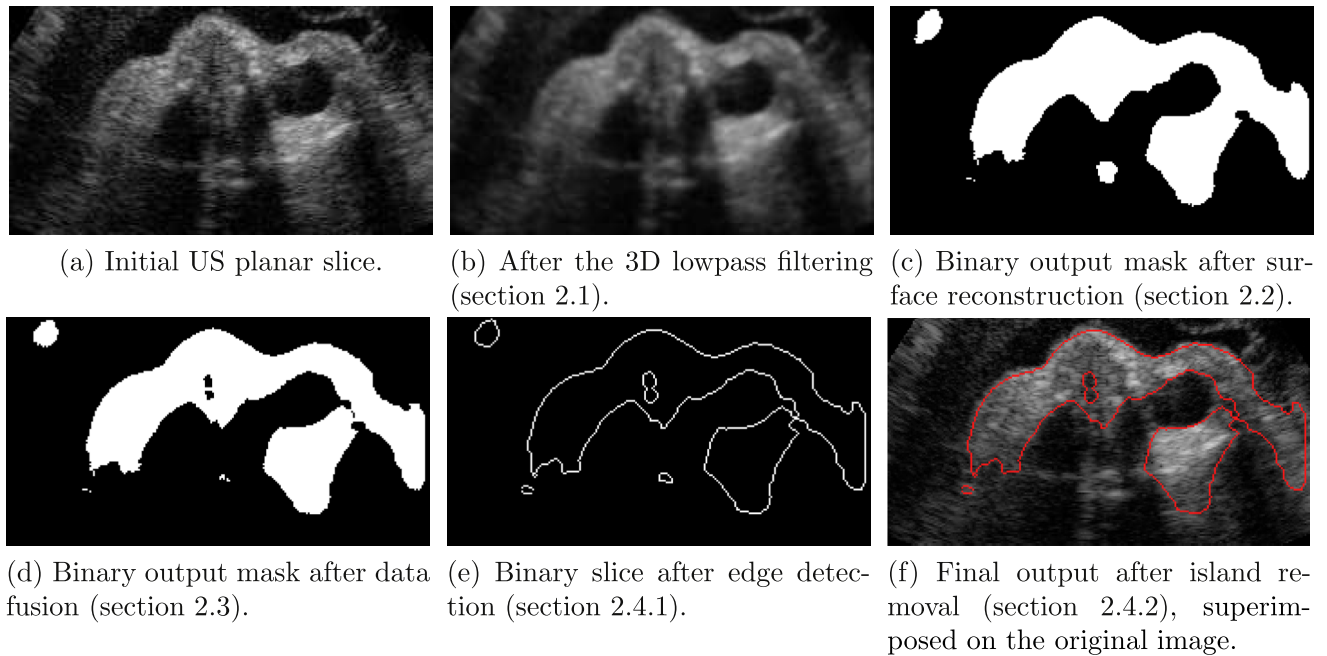 (a) Initial US planar slice.
(b) After the 3D lowpass filtering
(section 2.1).
(c) Binary output mask after sur-
face reconstruction (section 2.2).
(d) Binary output mask after data
fusion (section 2.3).
(e) Binary slice after edge detec-
tion (section 2.4.1).
(f) Final output after island re-
moval (section 2.4.2), superim-
posed on the original image.